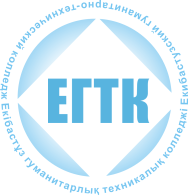 Екибастузский гуманитарно-технический колледж
Екібастұз гуманитарлық техникалық колледжі
ЕГТК